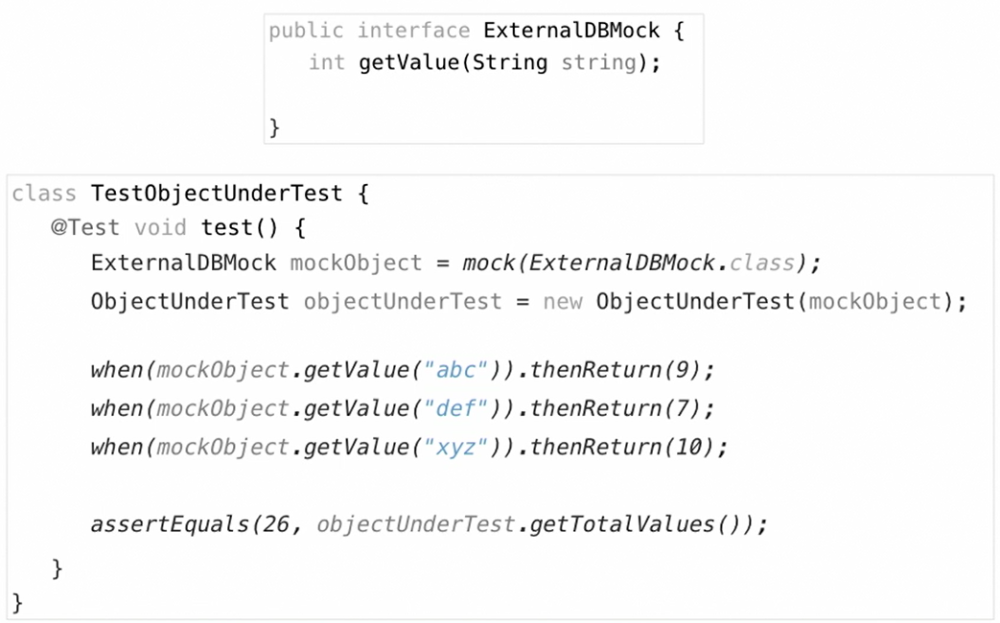 public interface ExternalDBMock {
int getValue(String string);
}
class TestObjectUnderTest {
@Test void test() {
ExternalDBMock mockObject = mock(ExternalDBMock.class);
ObjectUnderTest objectUnderTest = new ObjectUnderTest(mockObject);
when(mockObject.getValue("abc")).thenReturn(9);
when(mockObject.getValue("def")).thenReturn(7);
when(mockObject.getValue("xyz")).thenReturn(10);
assertEquals(26, objectUnderTest.getTotalValues());
}
}